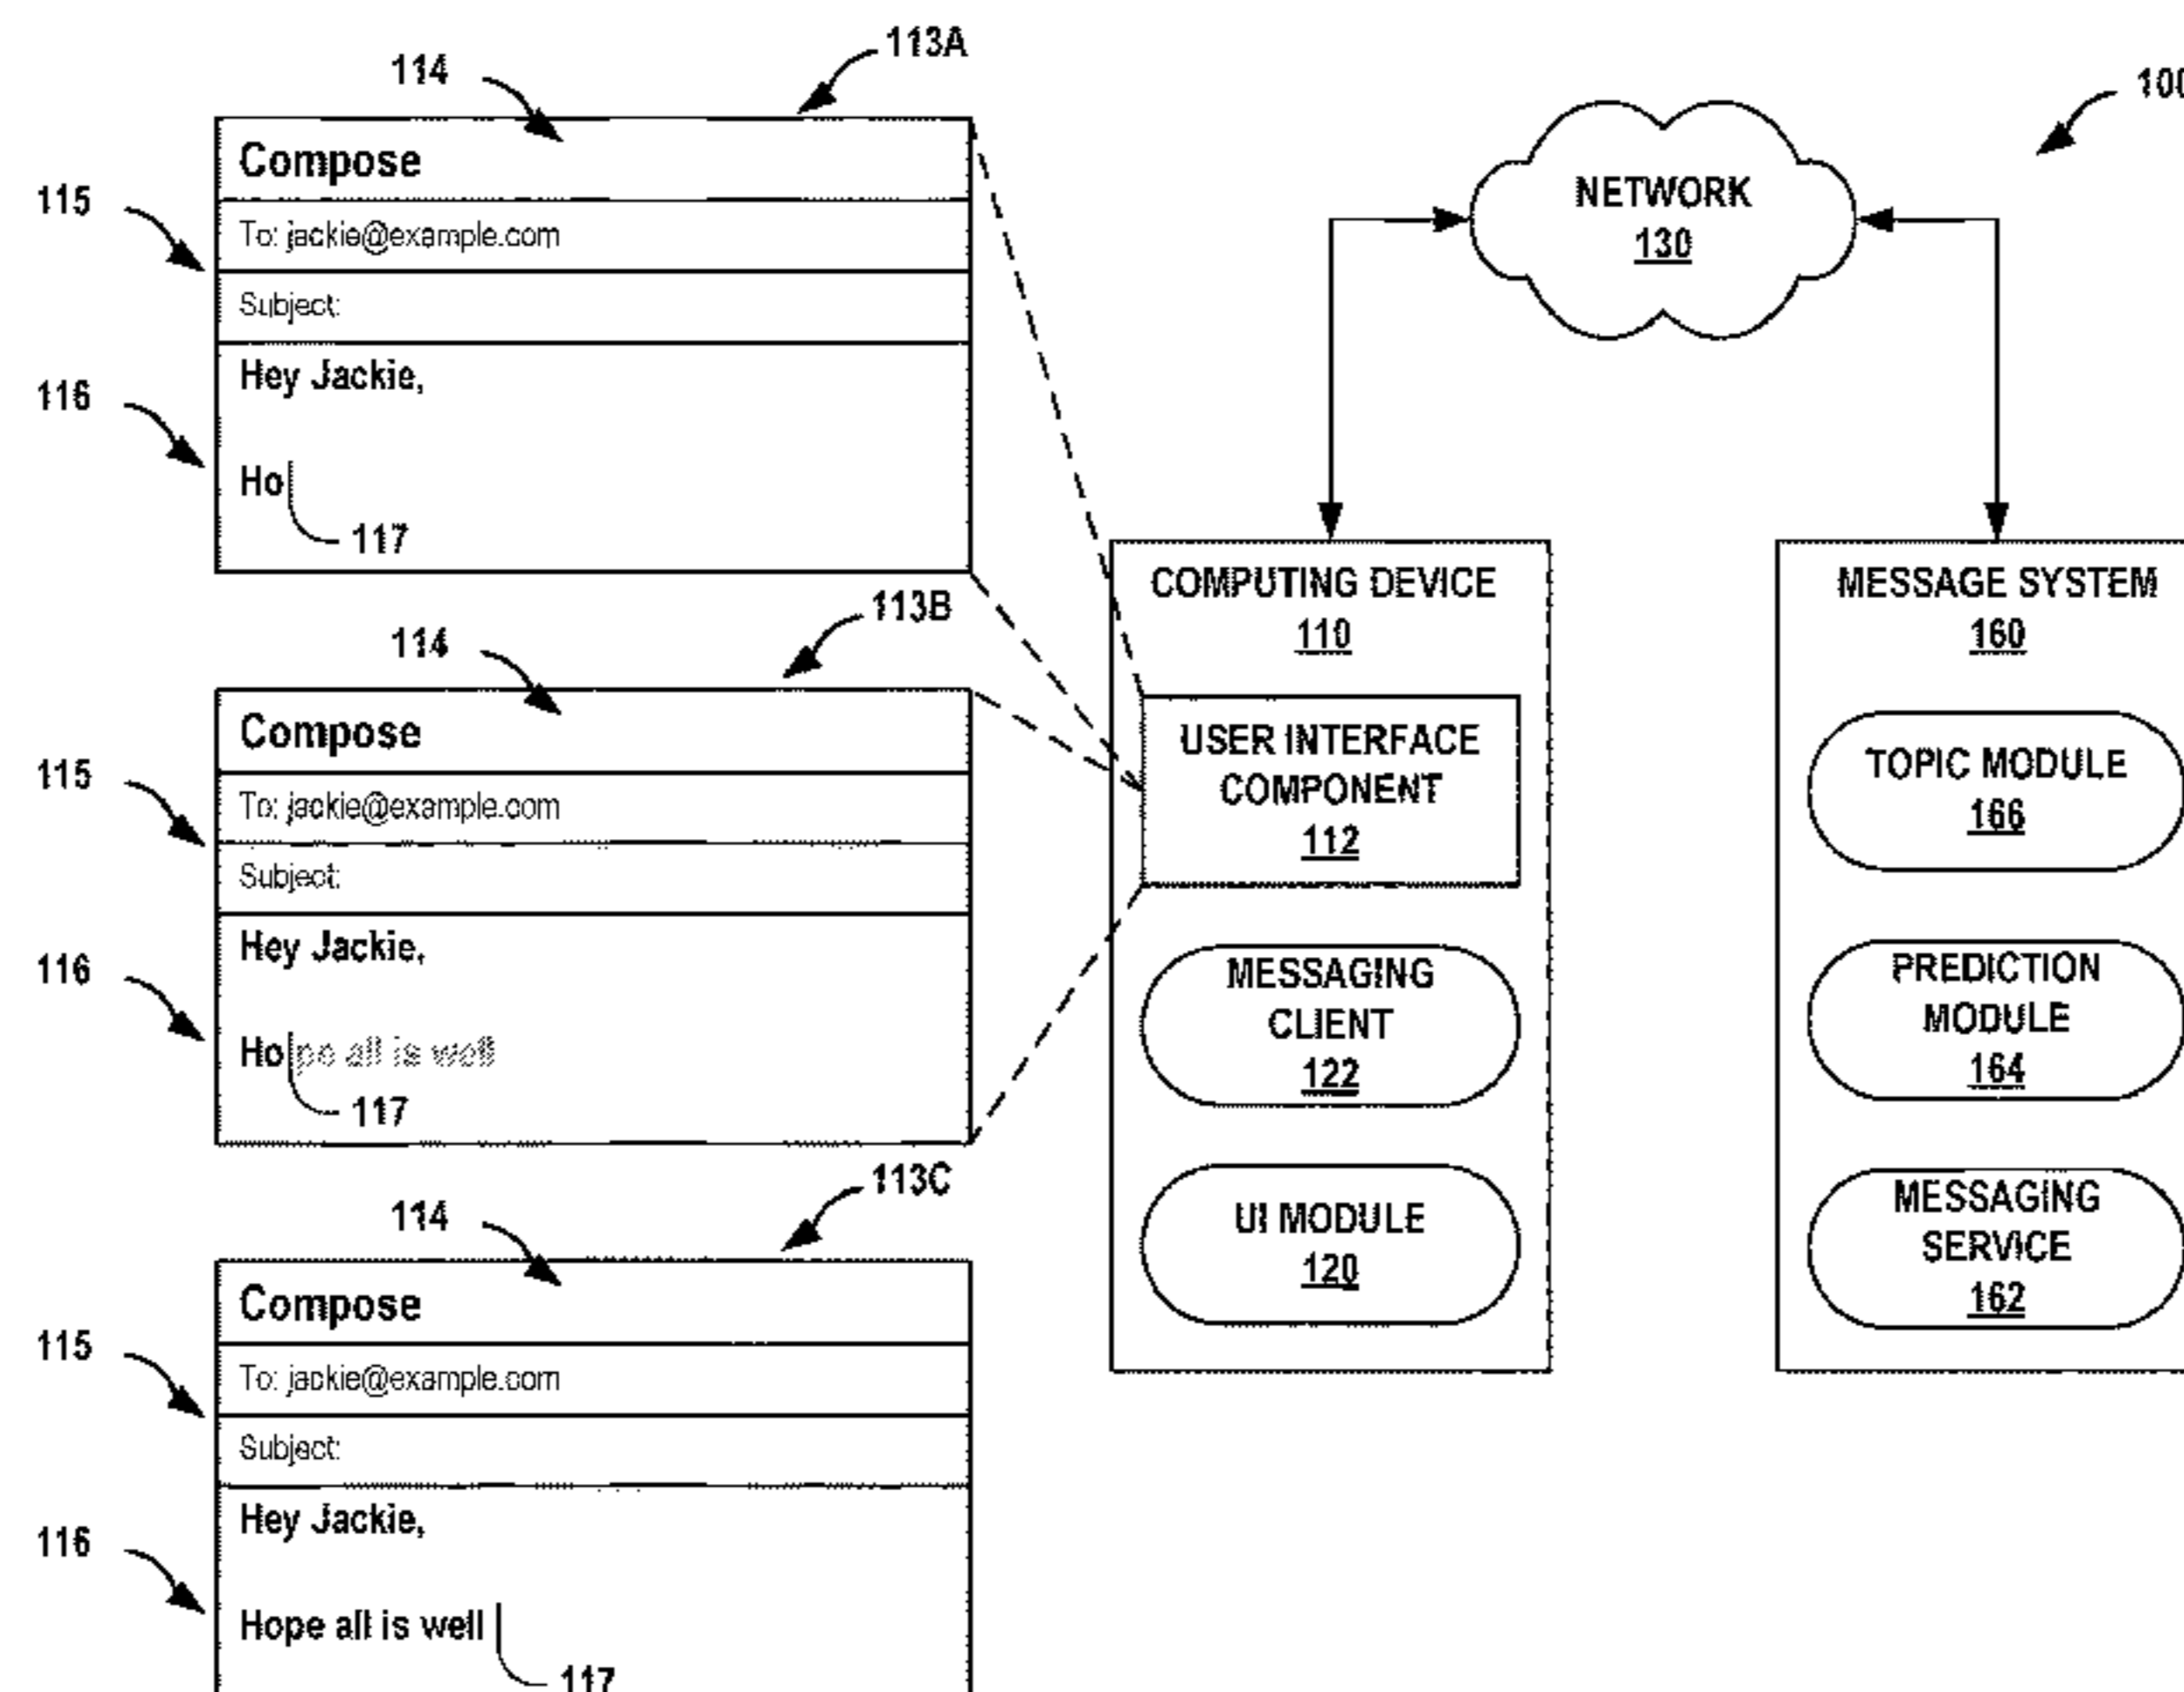 113A
114
Compose
115
To: jackie@example.com
Subject:
Hey Jackie,
116
Ho
117
113B
114
Compose
115
To: jackie@example.com
Subject:
Hey Jackie,
116
Hope all is well
117
113C
114
Compose
115
To: jackie@example.com
Subject:
Hey Jackie,
116
Hope all is well
117
100
NETWORK
130
COMPUTING DEVICE
110
USER INTERFACE
COMPONENT
112
MESSAGING
CLIENT
122
UI MODULE
120
MESSAGE SYSTEM
160
TOPIC MODULE
166
PREDICTION
MODULE
164
MESSAGING
SERVICE
162